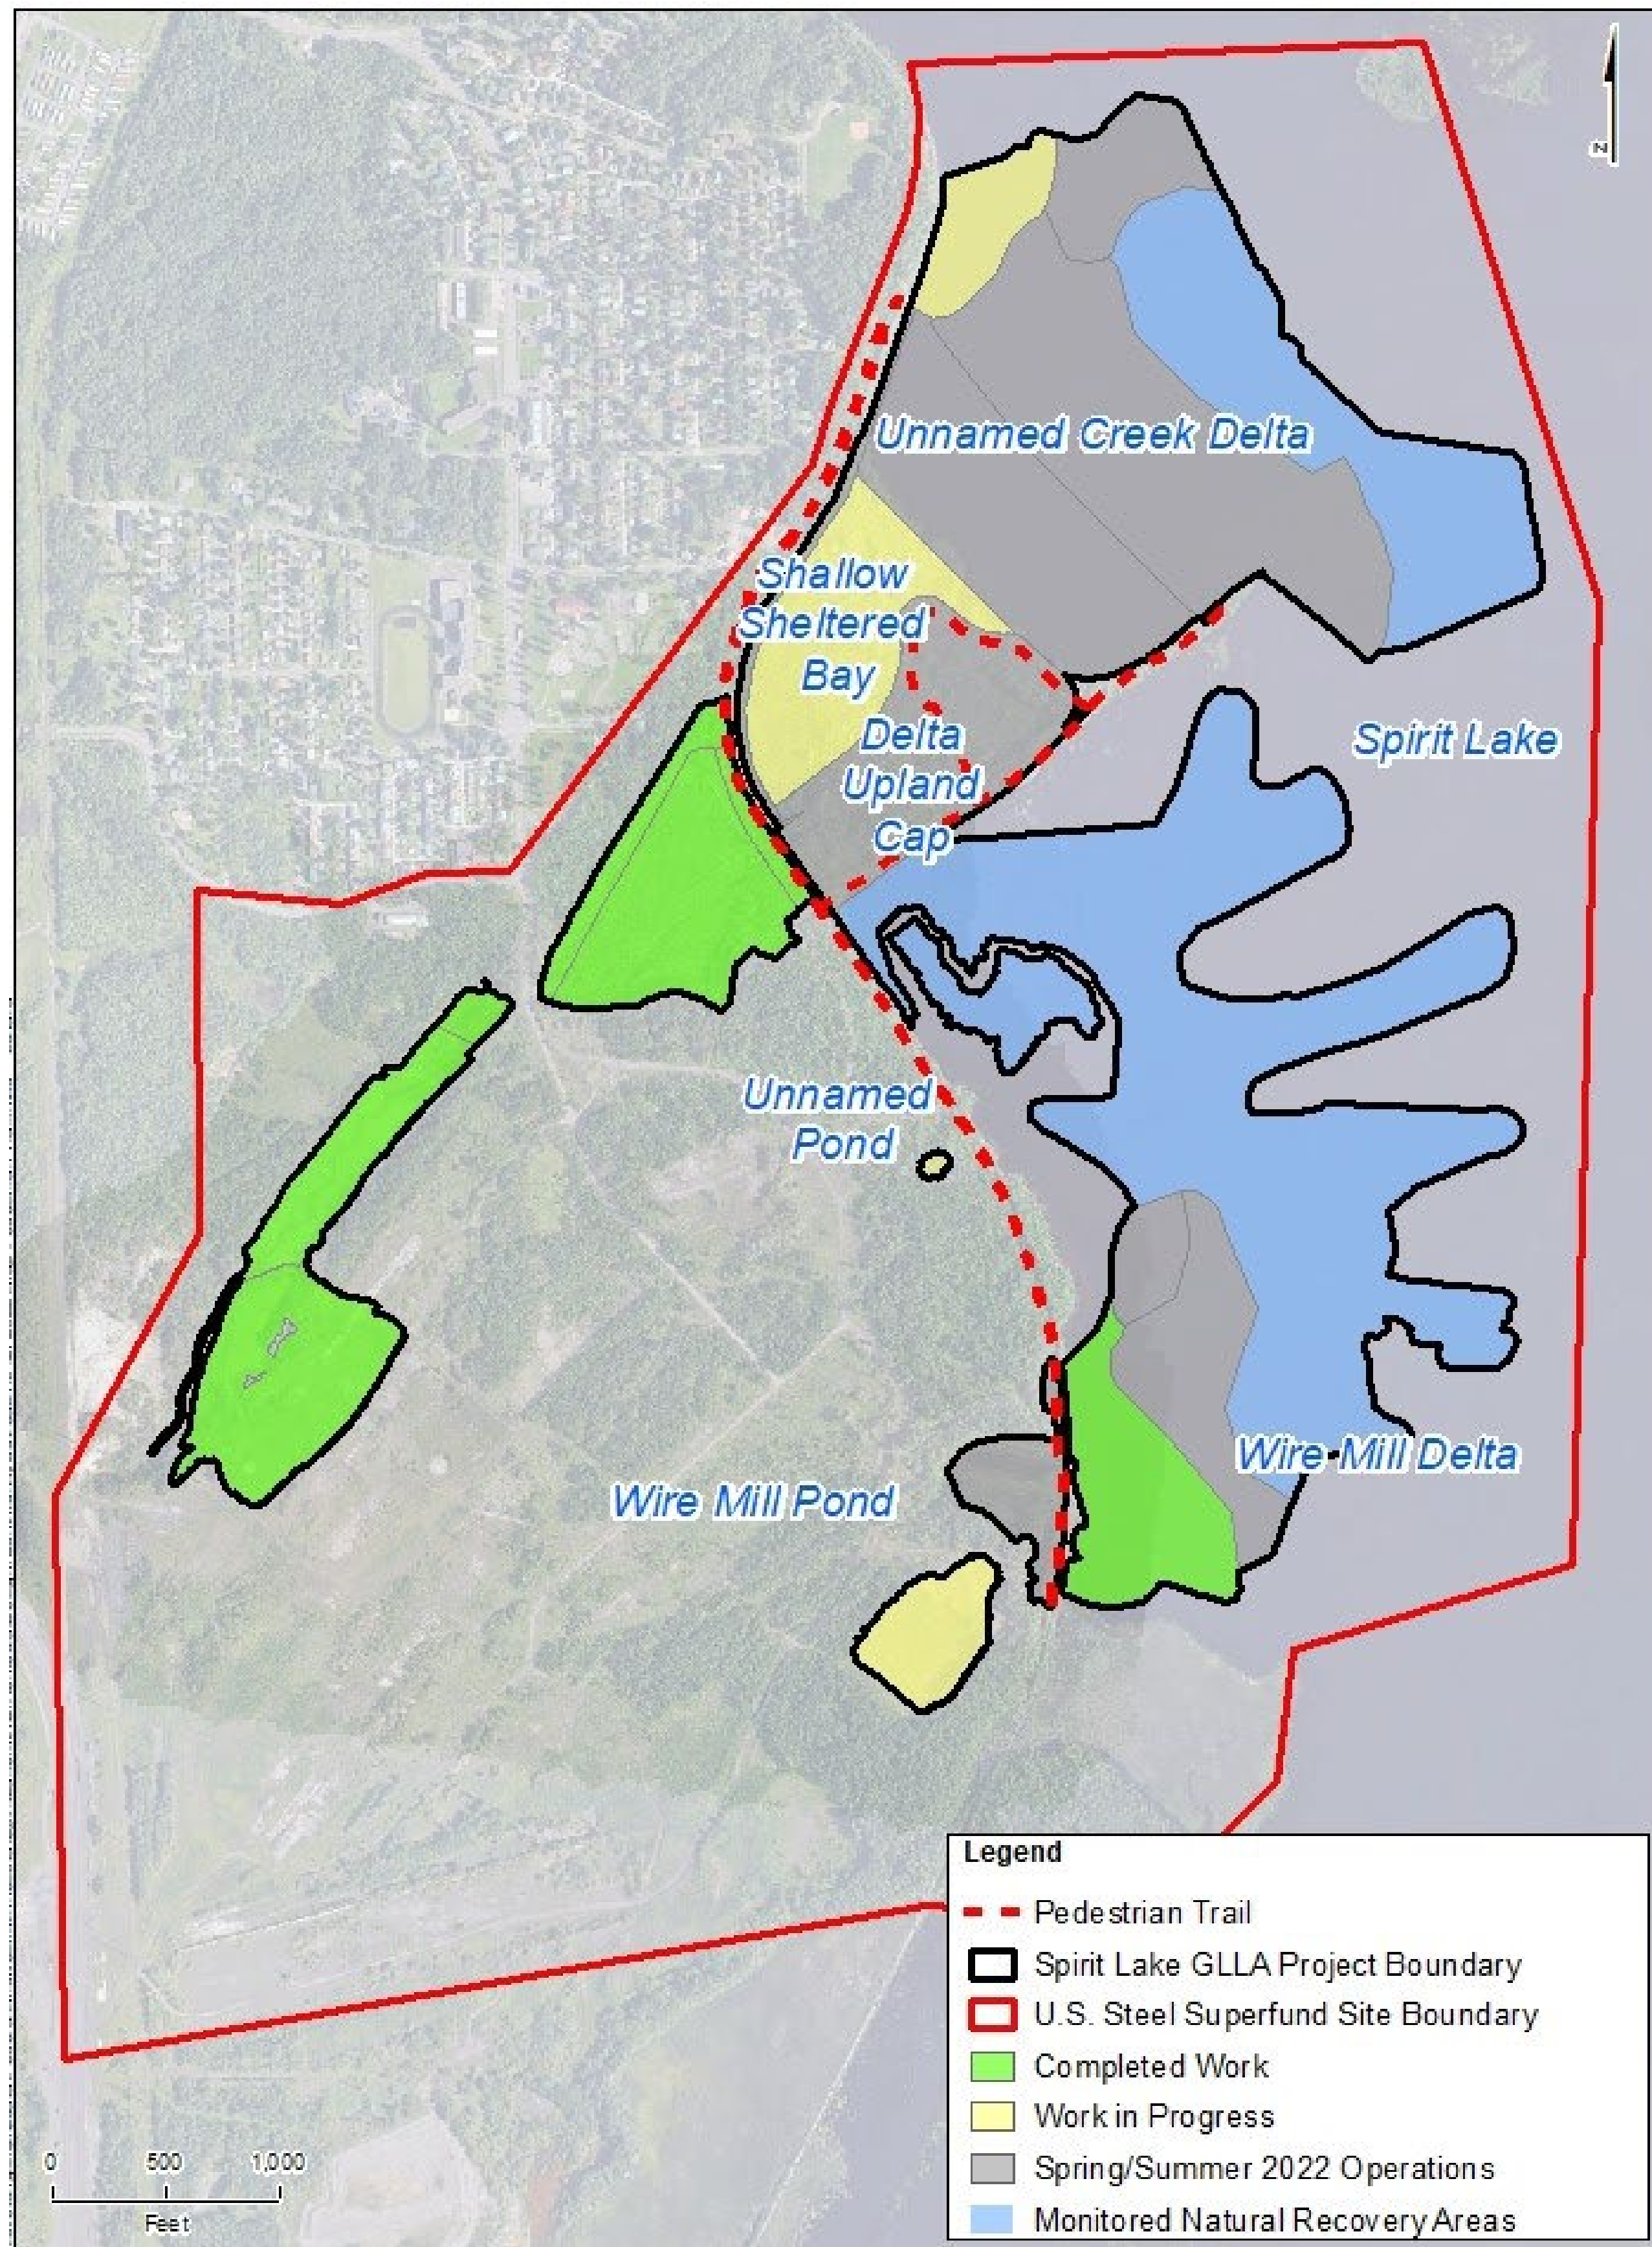 N
Unnamed Creek Delta
Shallow
Sheltered
Bay
Delta
Upland
Cap
Spirit Lake
Unnamed
Pond
Wire Mill Delta
Wire Mill Pond
Legend
Pedestrian Trail
Spirit Lake GLLA Project Boundary
U.S. Steel Superfund Site Boundary
Completed Work
Work in Progress
Spring/Summer 2022 Operations
Monitored Natural Recovery Areas
0 500 1,000
Feet